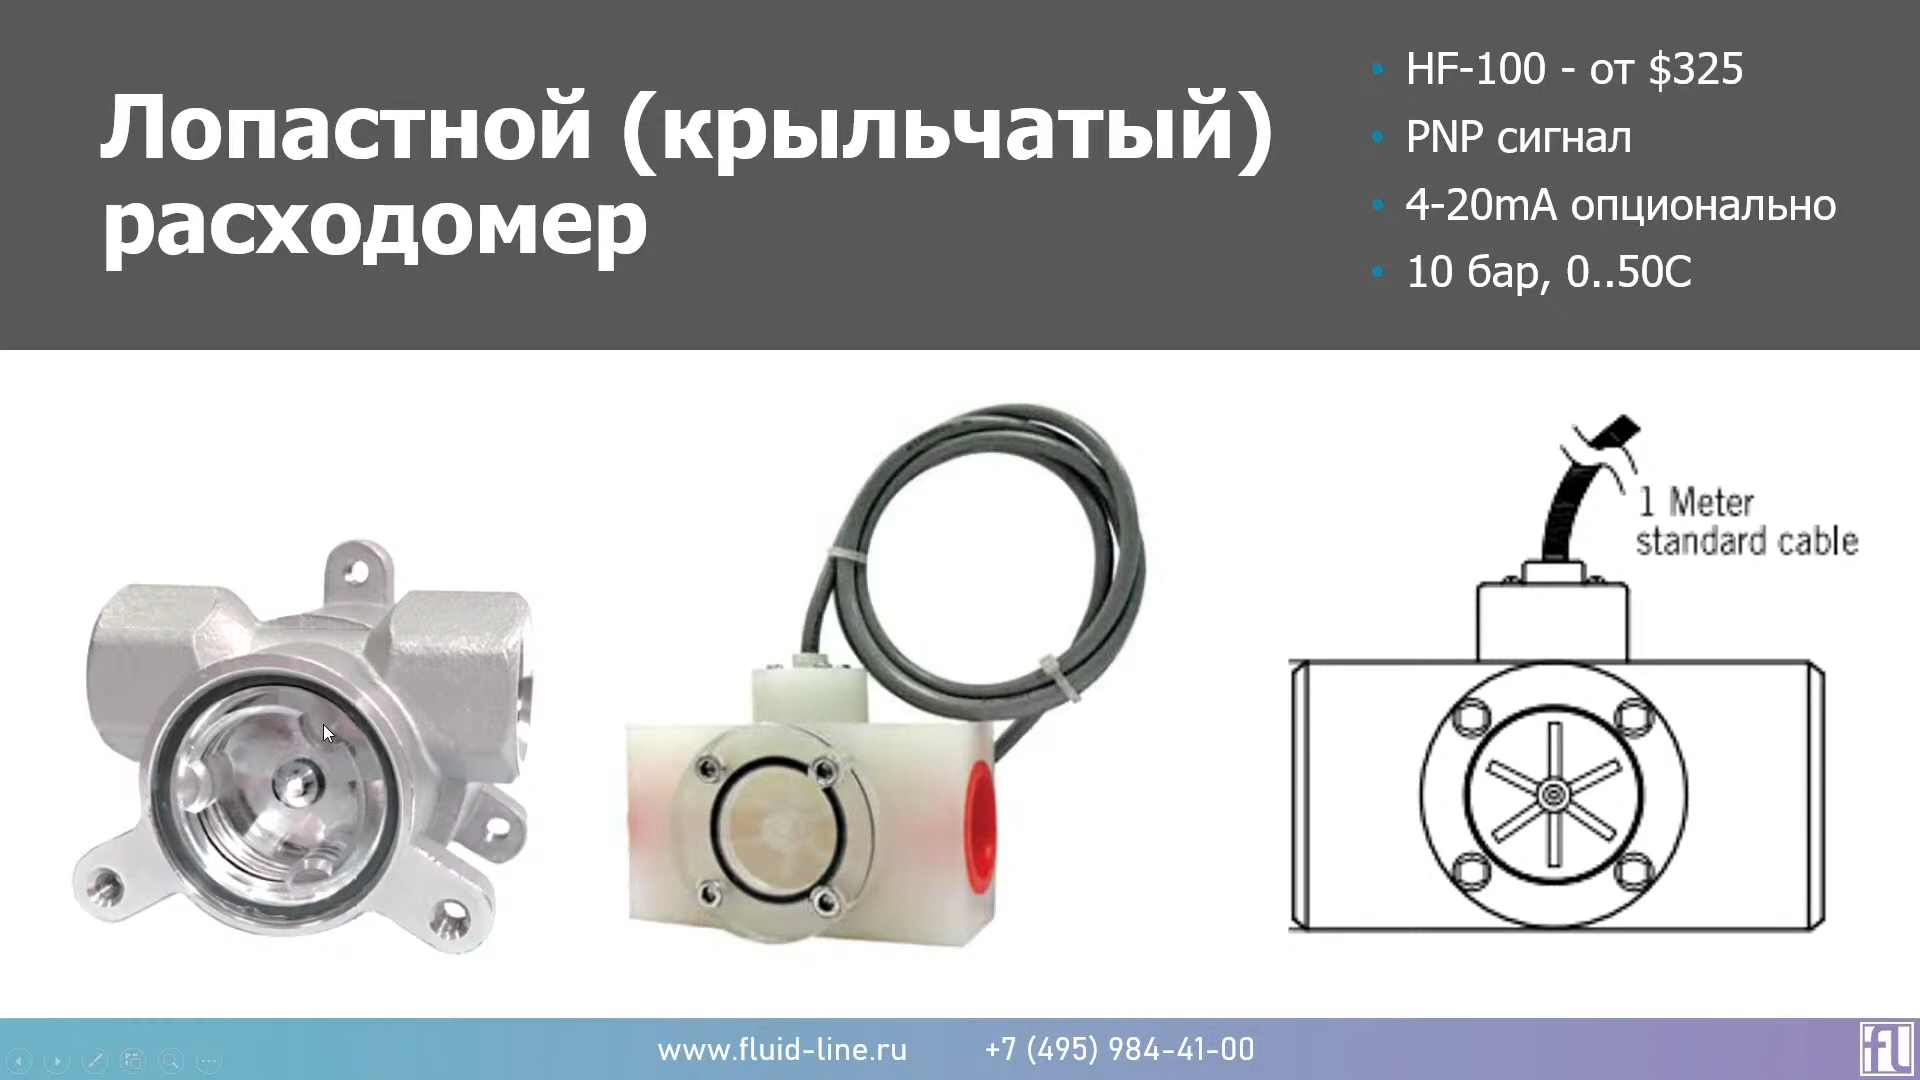 Лопастной (крыльчатый)
расходомер
HF-100 - от $325
PNP сигнал
4-20mA опционально
10 бар, 0..50C
1 Meter
standard cable
www.fluid-line.ru
+7 (495) 984-41-00
fl